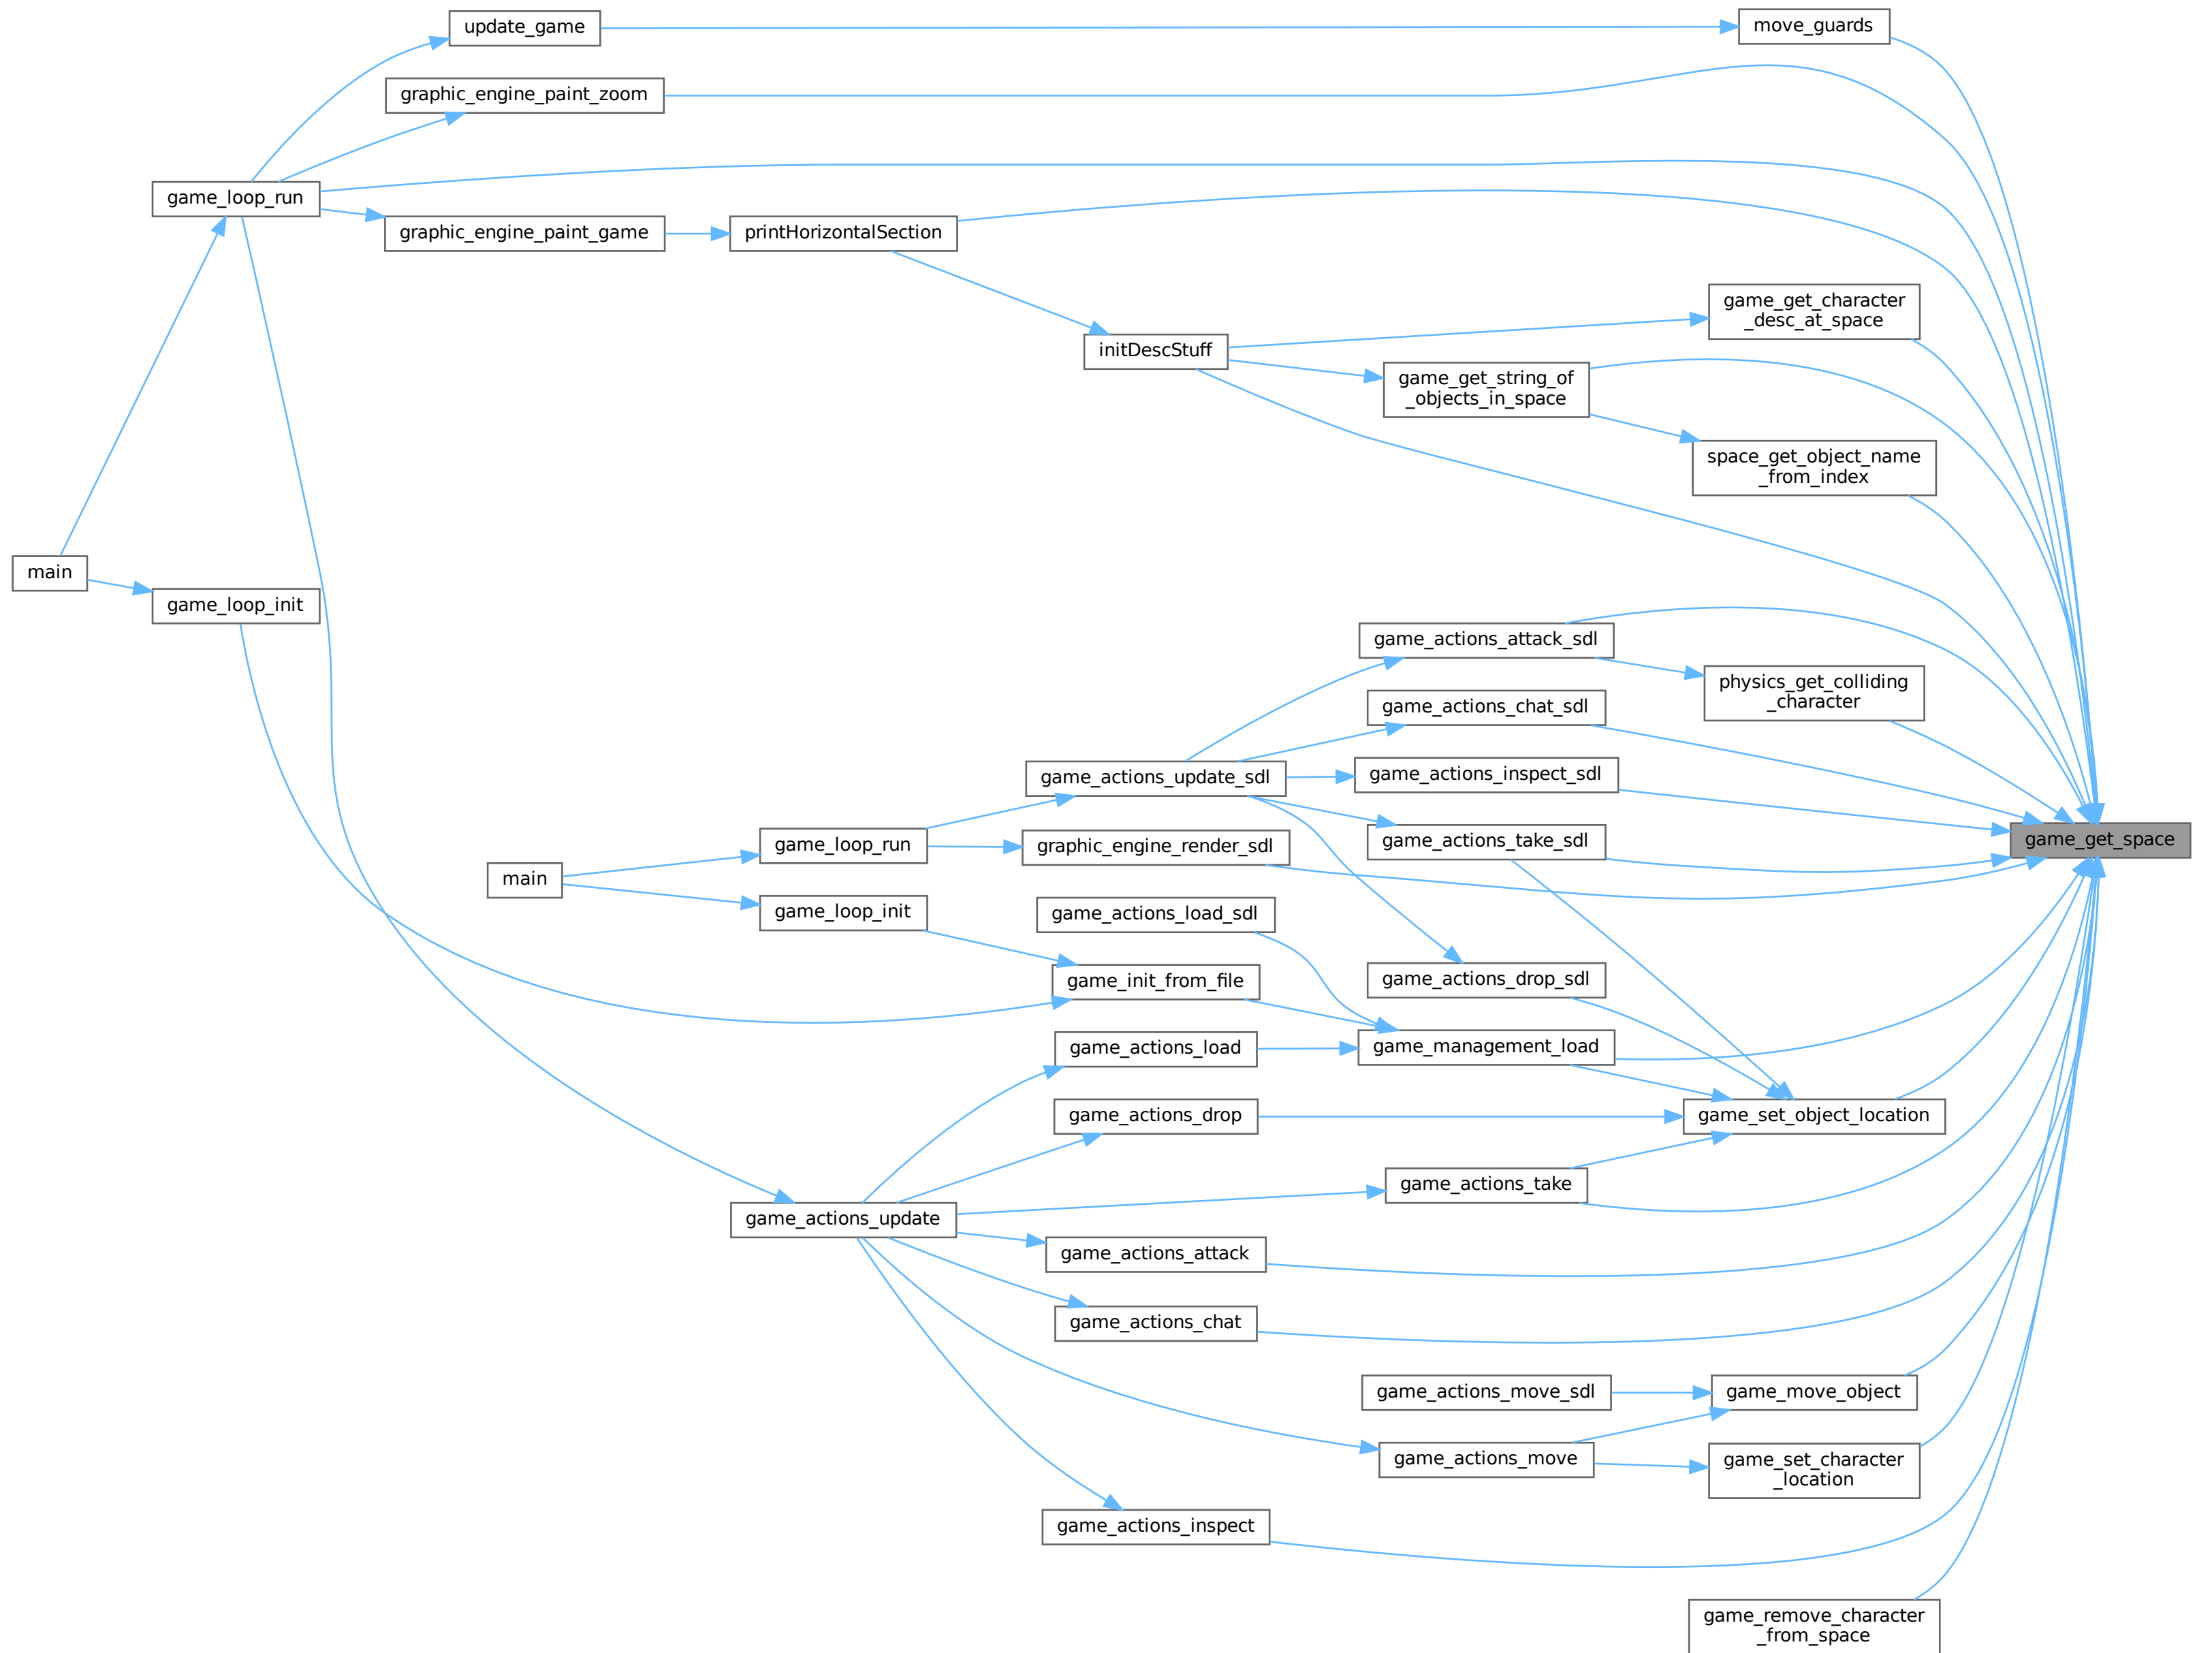 update_game
move_guards
graphic_engine_paint_zoom
game_loop_run
graphic_engine_paint_game
printHorizontalSection
game_get_character
_desc_at_space
initDescStuff
game_get_string_of
_objects_in_space
space_get_object_name
_from_index
main
game_loop_init
game_actions_attack_sdl
physics_get_colliding
_character
game_actions_chat_sdl
game_actions_update_sdl
game_actions_inspect_sdl
game_get_space
game_loop_run
graphic_engine_render_sdl
game_actions_take_sdl
main
game_loop_init
game_actions_load_sdl
game_init_from_file
game_actions_drop_sdl
game_actions_load
game_management_load
game_actions_drop
game_set_object_location
game_actions_take
game_actions_update
game_actions_attack
game_actions_chat
game_actions_move_sdl
game_move_object
game_actions_move
game_set_character
_location
game_actions_inspect
game_remove_character
_from_space